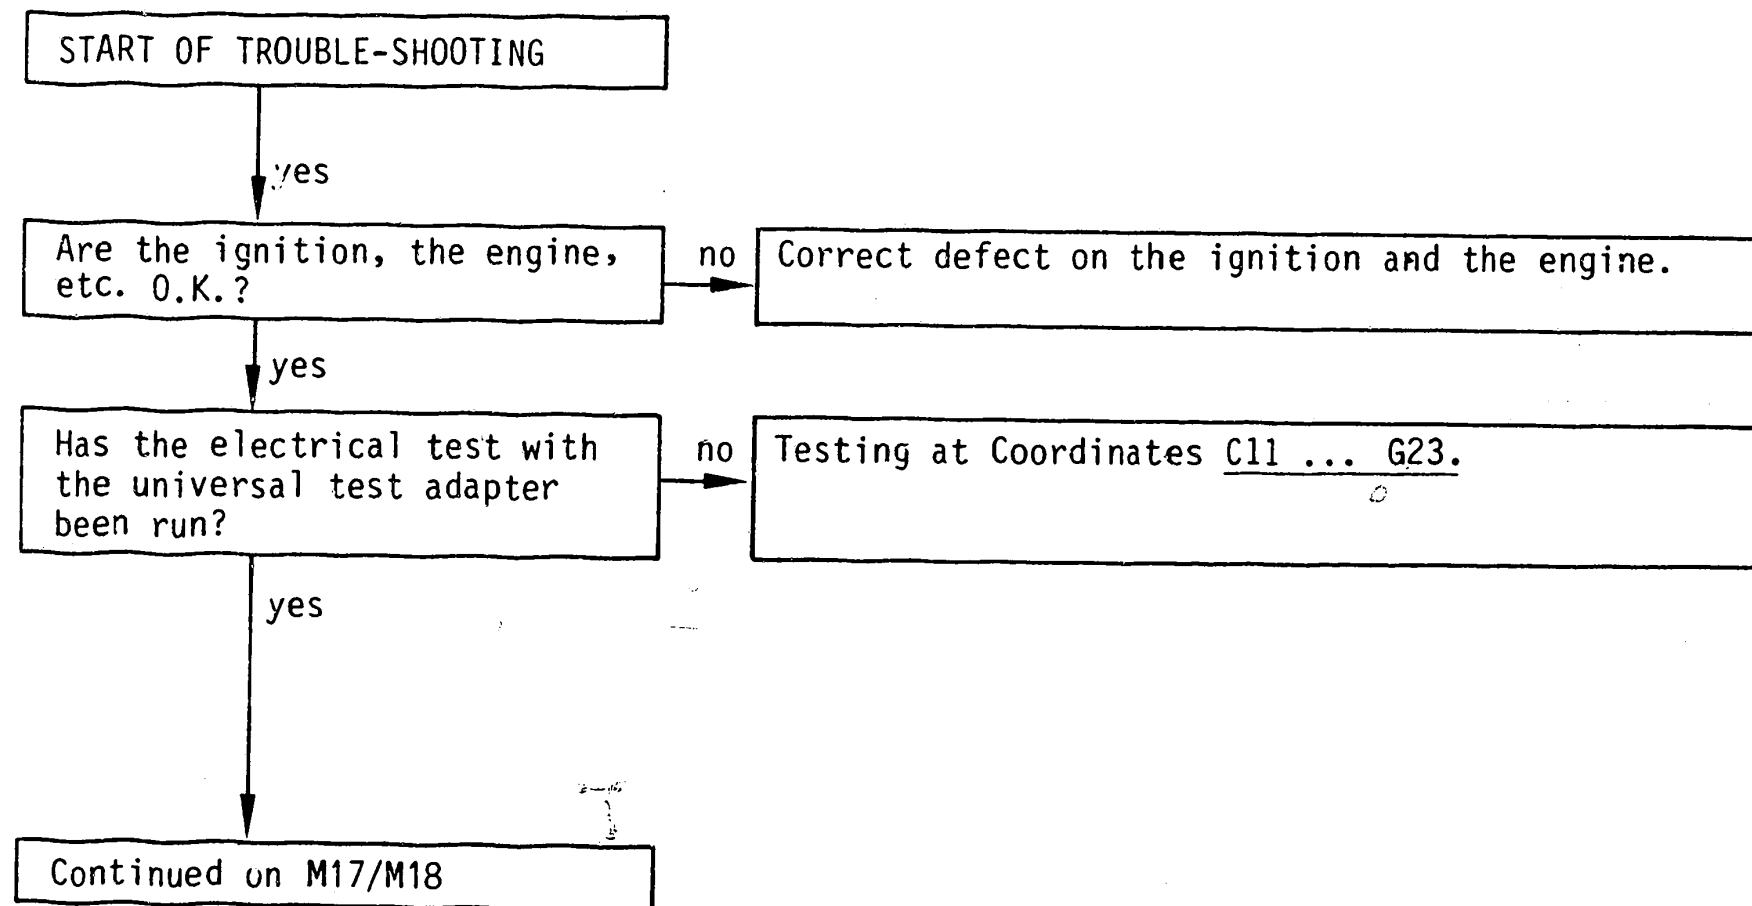 START OF TROUBLE-SHOOTING
yes
Are the ignition, the engine,
etc. O.K.?
no
Correct defect on the ignition and the engine.
yes
Has the electrical test with
the universal test adapter
been run?
no
Testing at Coordinates C11 ... G23.
yes
Continued on M17/M18